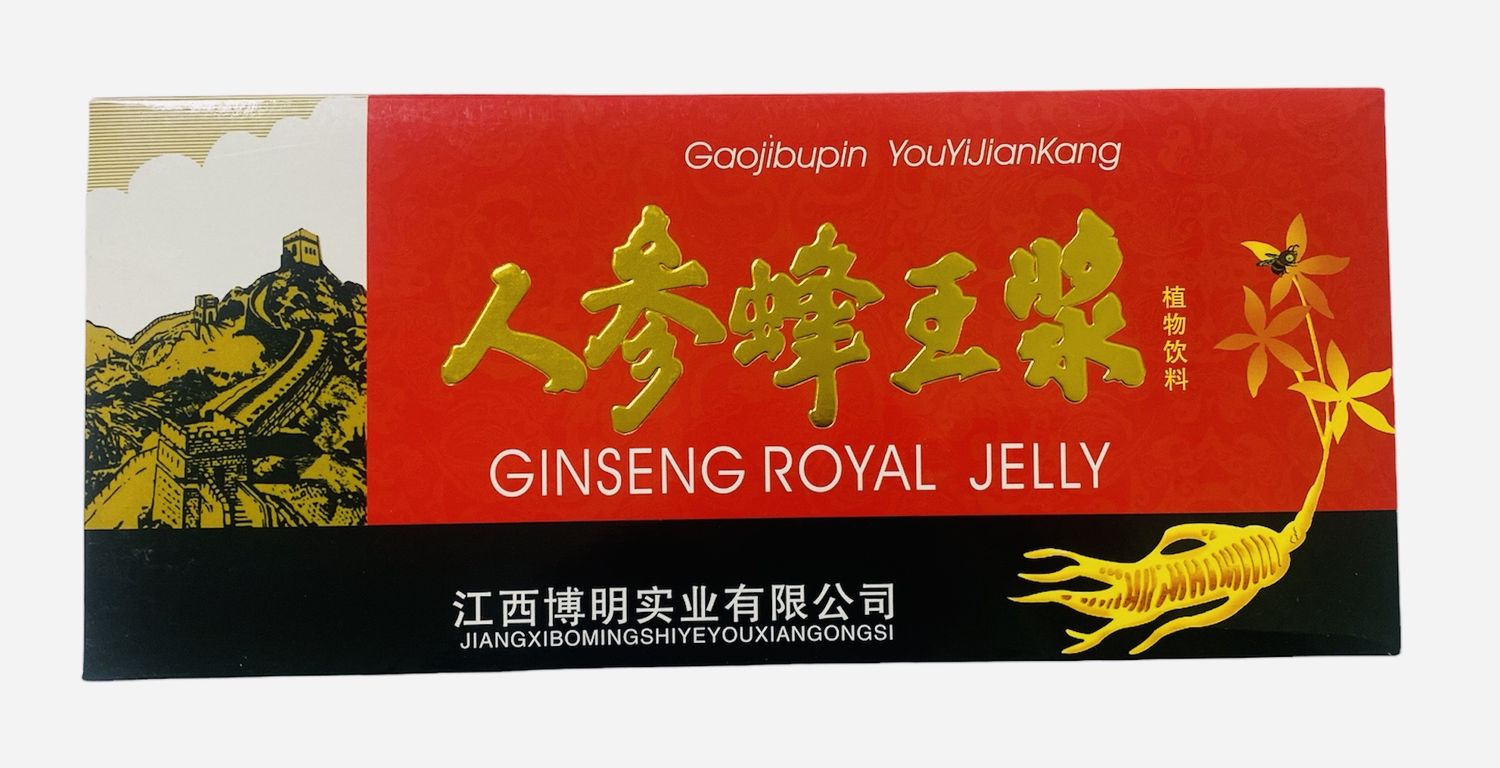 Gaojibupin YouYiJianKang
人参蜂王浆
植物饮料
GINSENG ROYAL JELLY
江西博明实业有限公司
JIANGXIBOMINGSHIYEYOUXIANGONGSI